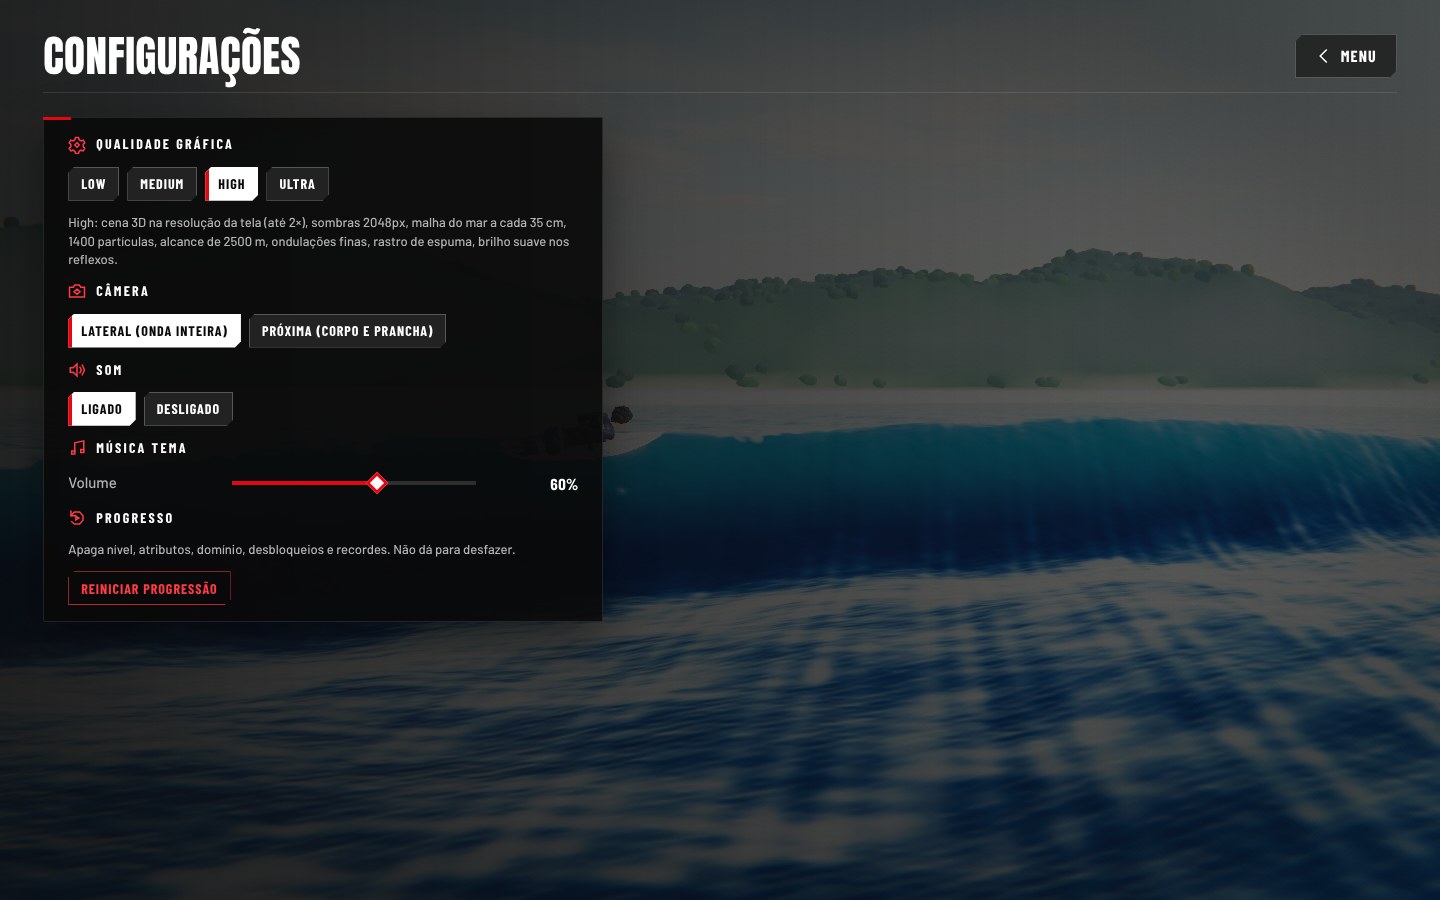 CONFIGURAÇÕES
MENU
QUALIDADE GRÁFICA
LOW
MEDIUM
HIGH
ULTRA
High: cena 3D na resolução da tela (até 2×), sombras 2048px, malha do mar a cada 35 cm,
1400 partículas, alcance de 2500 m, ondulações finas, rastro de espuma, brilho suave nos
reflexos.
CÂMERA
LATERAL (ONDA INTEIRA)
PRÓXIMA (CORPO E PRANCHA)
SOM
LIGADO
DESLIGADO
MÚSICA TEMA
Volume
60%
PROGRESSO
Apaga nível, atributos, domínio, desbloqueios e recordes. Não dá para desfazer.
REINICIAR PROGRESSÃO